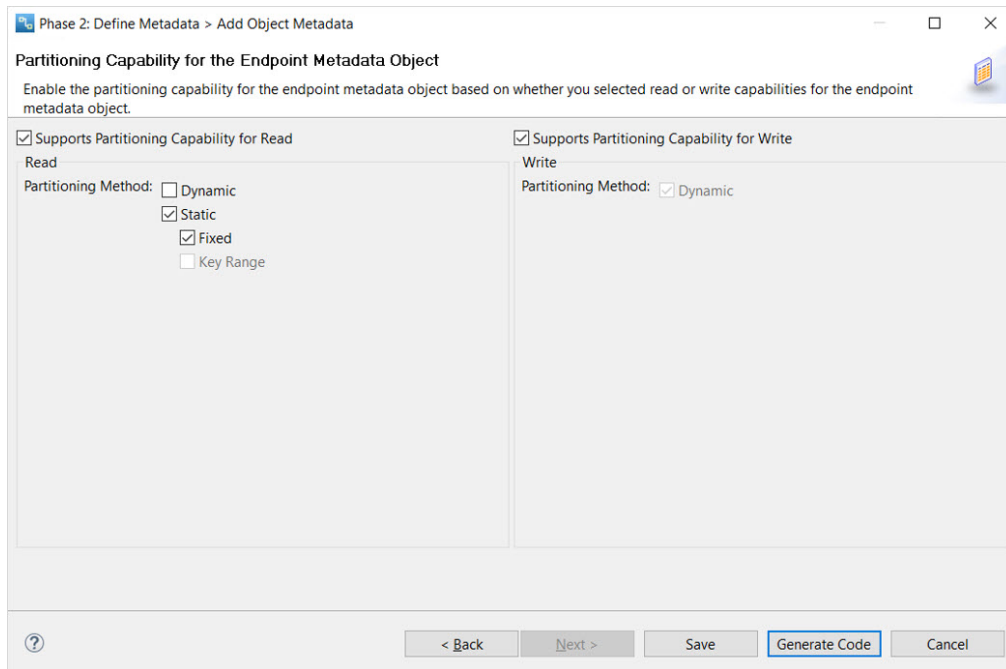 Phase 2: Define Metadata > Add Object Metadata
Partitioning Capability for the Endpoint Metadata Object
Enable the partitioning capability for the endpoint metadata object based on whether you selected read or write capabilities for the endpoint
metadata object.
Supports Partitioning Capability for Read
Read
Partitioning Method:
Dynamic
Static
Fixed
Key Range
Supports Partitioning Capability for Write
Write
Partitioning Method:
Dynamic
?
< Back
Next >
Save
Generate Code
Cancel